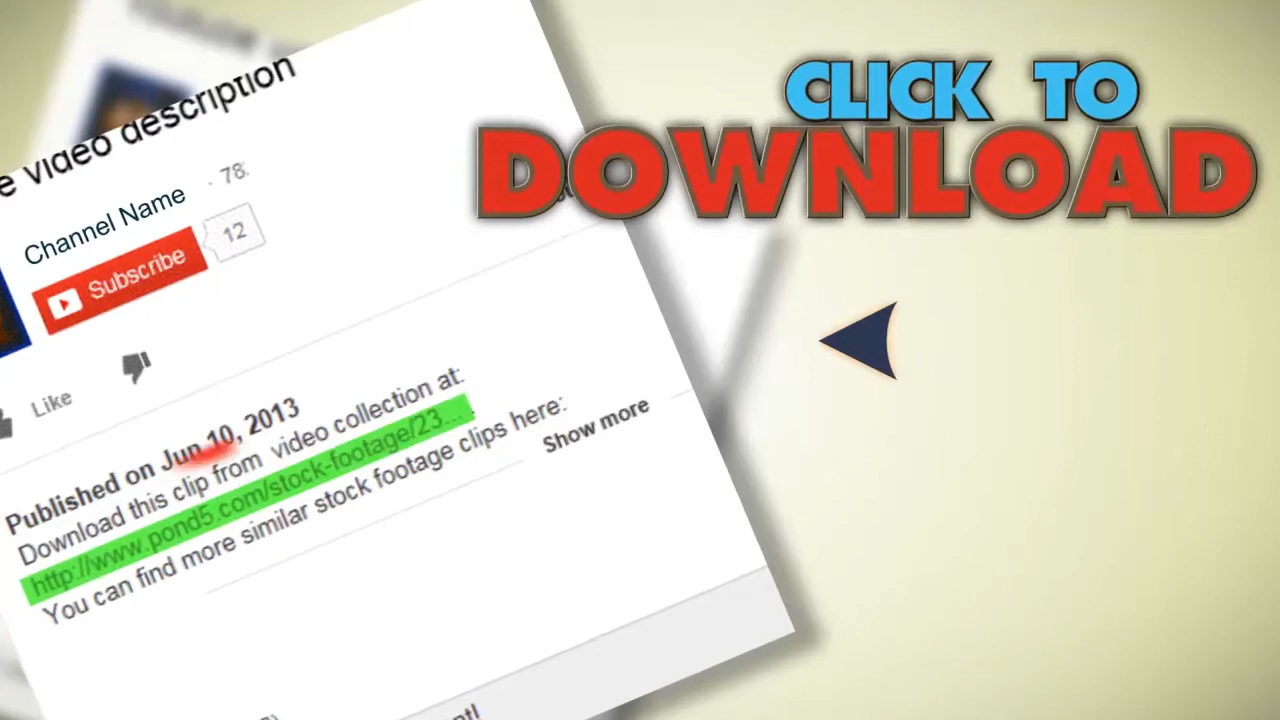 CLICK TO
DOWNLOAD
video description
Channel Name
78
Subscribe
12
Like
Published on Jun 10, 2013
Download this clip from video collection at:
http://www.pond5.com/stock-footage/23...
You can find more similar stock footage clips here:
Show more